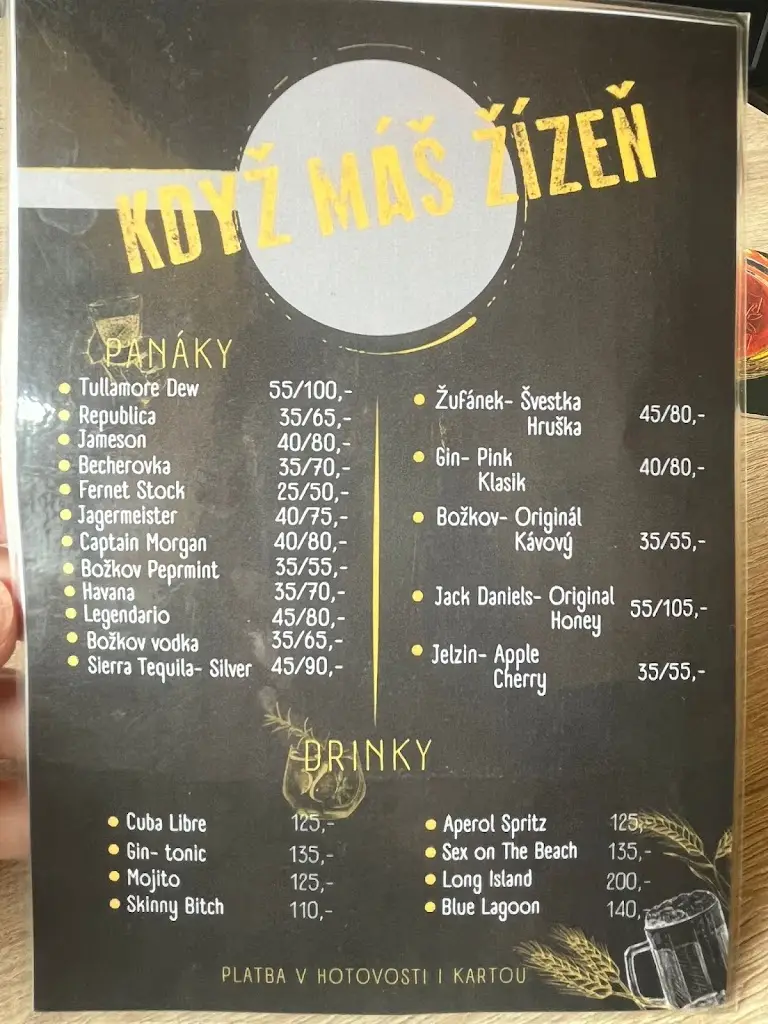 KDYŽ MÁŠ ŽÍZEŇ
PANÁKY
Tullamore Dew 55/100,-
Republica 35/65,-
Jameson 40/80,-
Becherovka 35/70,-
Fernet Stock 25/50,-
Jagermeister 40/75,-
Captain Morgan 40/80,-
Božkov Peprmint 35/55,-
Havana 35/70,-
Legendario 45/80,-
Božkov vodka 35/65,-
Sierra Tequila- Silver 45/90,-
Žufánek- Švestka
Hruška 45/80,-
Gin- Pink
Klasik 40/80,-
Božkov- Originál
Kávový 35/55,-
Jack Daniels- Original
Honey 55/105,-
Jelzin- Apple
Cherry 35/55,-
DRINKY
Cuba Libre 125,-
Gin- tonic 135,-
Mojito 125,-
Skinny Bitch 110,-
Aperol Spritz 125,-
Sex on The Beach 135,-
Long Island 200,-
Blue Lagoon 140,-
PLATBA V HOTOVOSTI I KARTOU